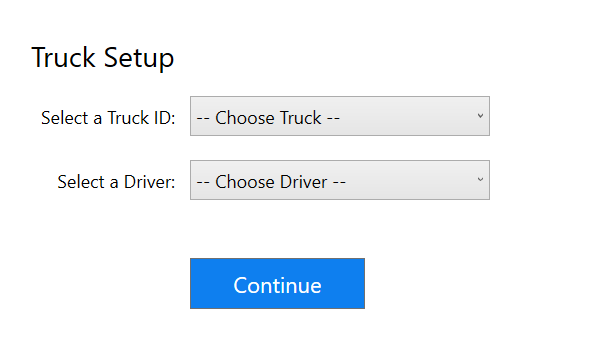 Truck Setup
Select a Truck ID: -- Choose Truck --
Select a Driver: -- Choose Driver --
Continue